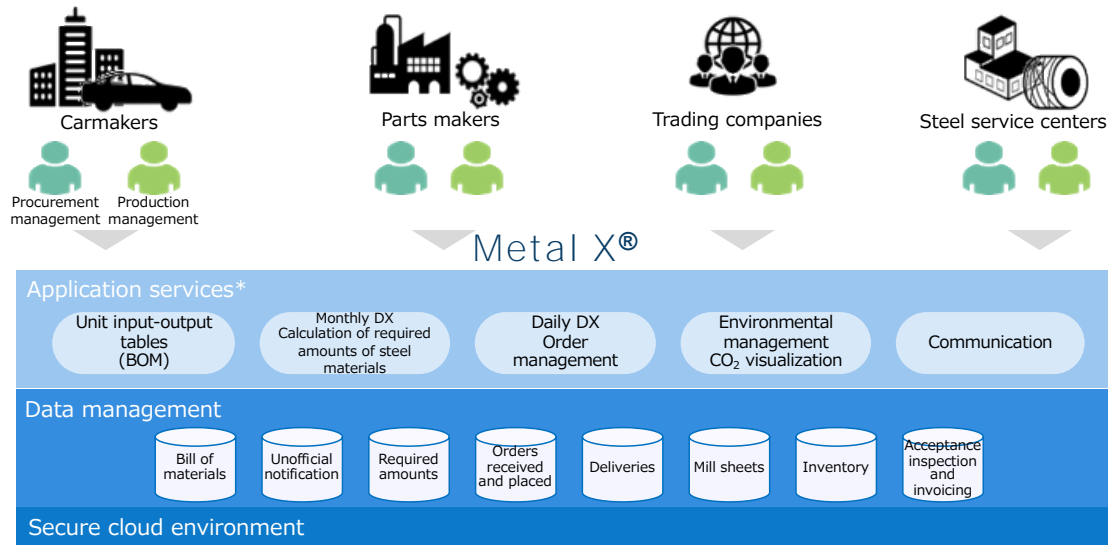 Carmakers
Parts makers
Trading companies
Steel service centers
Procurement
management
Production
management
Metal X®
Application services*
Unit input-output
tables
(BOM)
Monthly DX
Calculation of required
amounts of steel
materials
Daily DX
Order
management
Environmental
management
CO₂ visualization
Communication
Data management
Bill of
materials
Unofficial
notification
Required
amounts
Orders
received
and placed
Deliveries
Mill sheets
Inventory
Acceptance
inspection
and
invoicing
Secure cloud environment